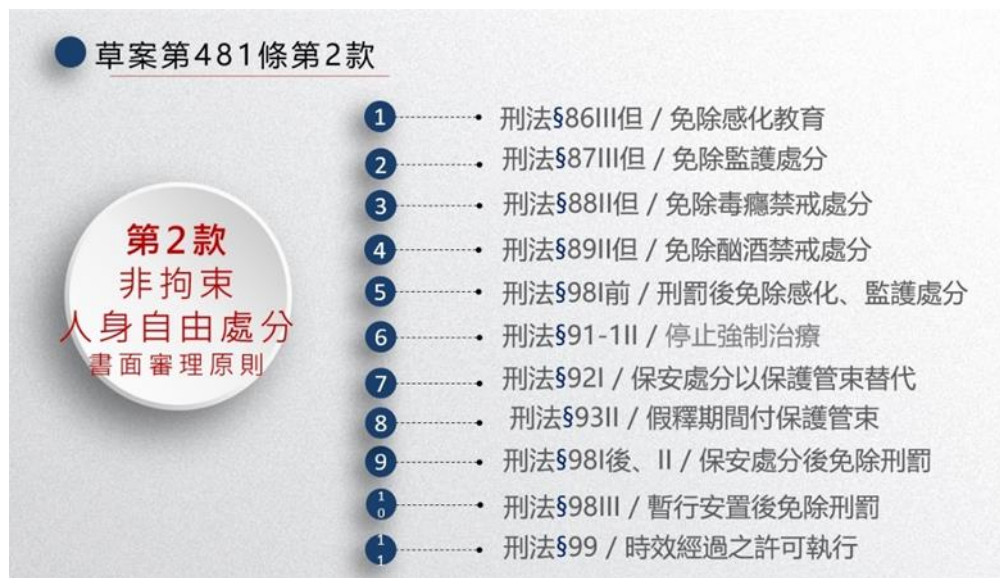 草案第481條第2款
第2款
非拘束
人身自由處分
書面審理原則
1 刑法§86III但 / 免除感化教育
2 刑法§87III但 / 免除監護處分
3 刑法§88II但 / 免除毒癮禁戒處分
4 刑法§89II但 / 免除酗酒禁戒處分
5 刑法§98I前 / 刑罰後免除感化、監護處分
6 刑法§91-1II / 停止強制治療
7 刑法§92I / 保安處分以保護管束替代
8 刑法§93II / 假釋期間付保護管束
9 刑法§98I後、II / 保安處分後免除刑罰
10 刑法§98III / 暫行安置後免除刑罰
11 刑法§99 / 時效經過之許可執行